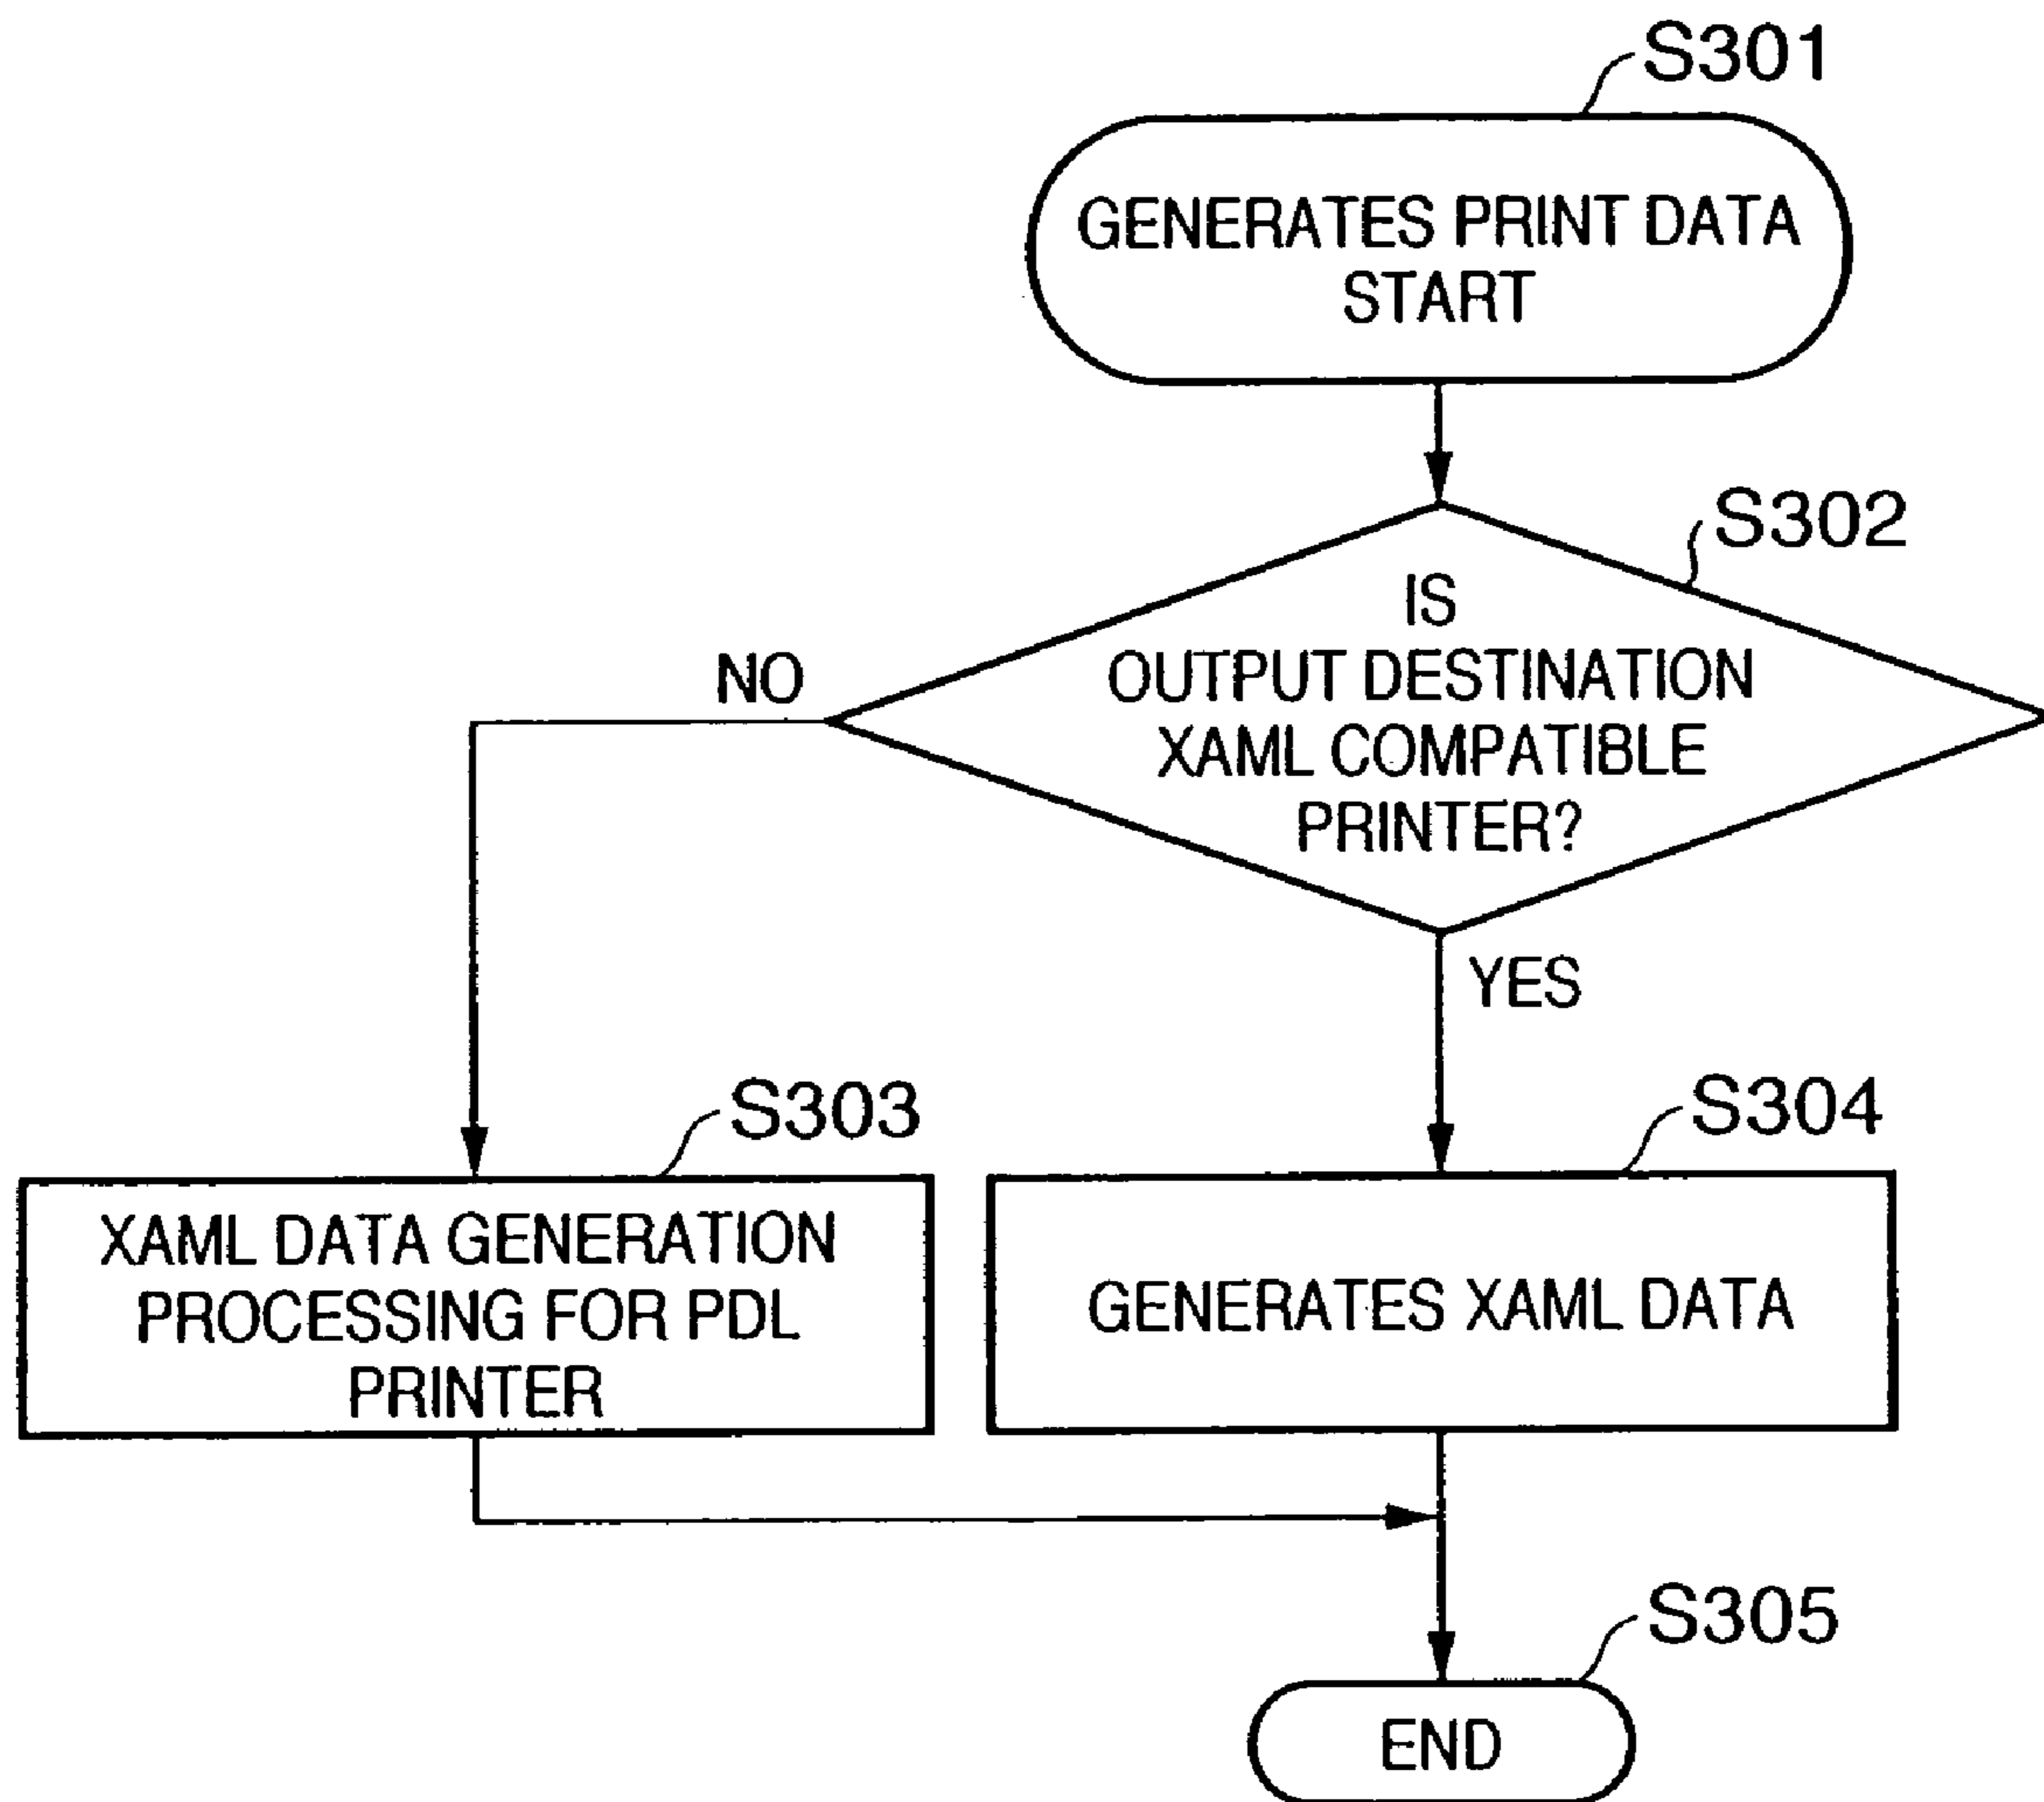 S301
GENERATES PRINT DATA
START
S302
IS
OUTPUT DESTINATION
XAML COMPATIBLE
PRINTER?
NO
YES
S303
XAML DATA GENERATION
PROCESSING FOR PDL
PRINTER
S304
GENERATES XAML DATA
S305
END